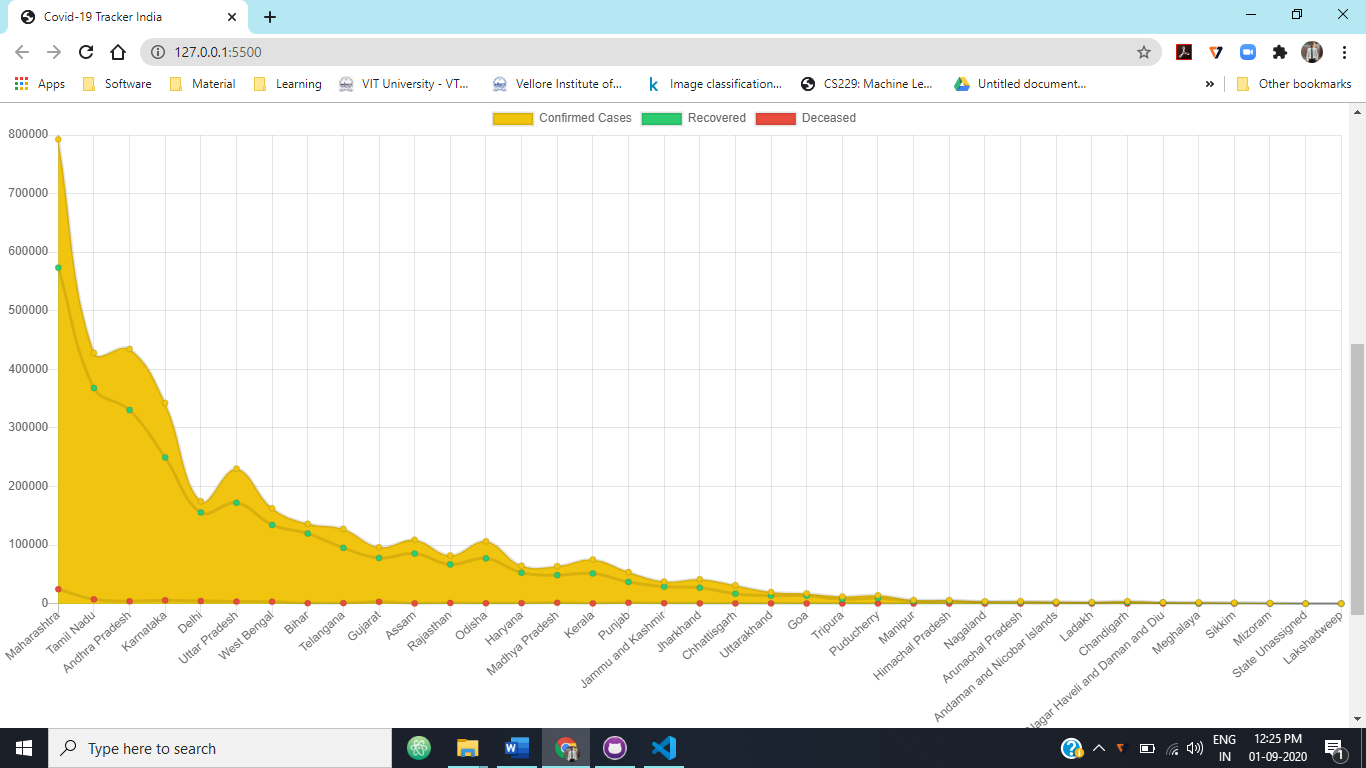 Covid-19 Tracker India
127.0.0.1:5500
Apps Software Material Learning VIT University - VT... Vellore Institute of... k Image classification... CS229: Machine Le... Untitled document... » Other bookmarks
Confirmed Cases Recovered Deceased
800000
700000
600000
500000
400000
300000
200000
100000
0
Maharashtra
Tamil Nadu
Andhra Pradesh
Karnataka
Delhi
Uttar Pradesh
West Bengal
Bihar
Telangana
Gujarat
Assam
Rajasthan
Odisha
Haryana
Madhya Pradesh
Kerala
Punjab
Jammu and Kashmir
Jharkhand
Chhattisgarh
Uttarakhand
Goa
Tripura
Puducherry
Manipur
Himachal Pradesh
Nagaland
Arunachal Pradesh
Andaman and Nicobar Islands
Ladakh
Chandigarh
Nagar Haveli and Daman and Diu
Meghalaya
Sikkim
Mizoram
State Unassigned
Lakshadweep
Type here to search
ENG 12:25 PM
IN 01-09-2020
1